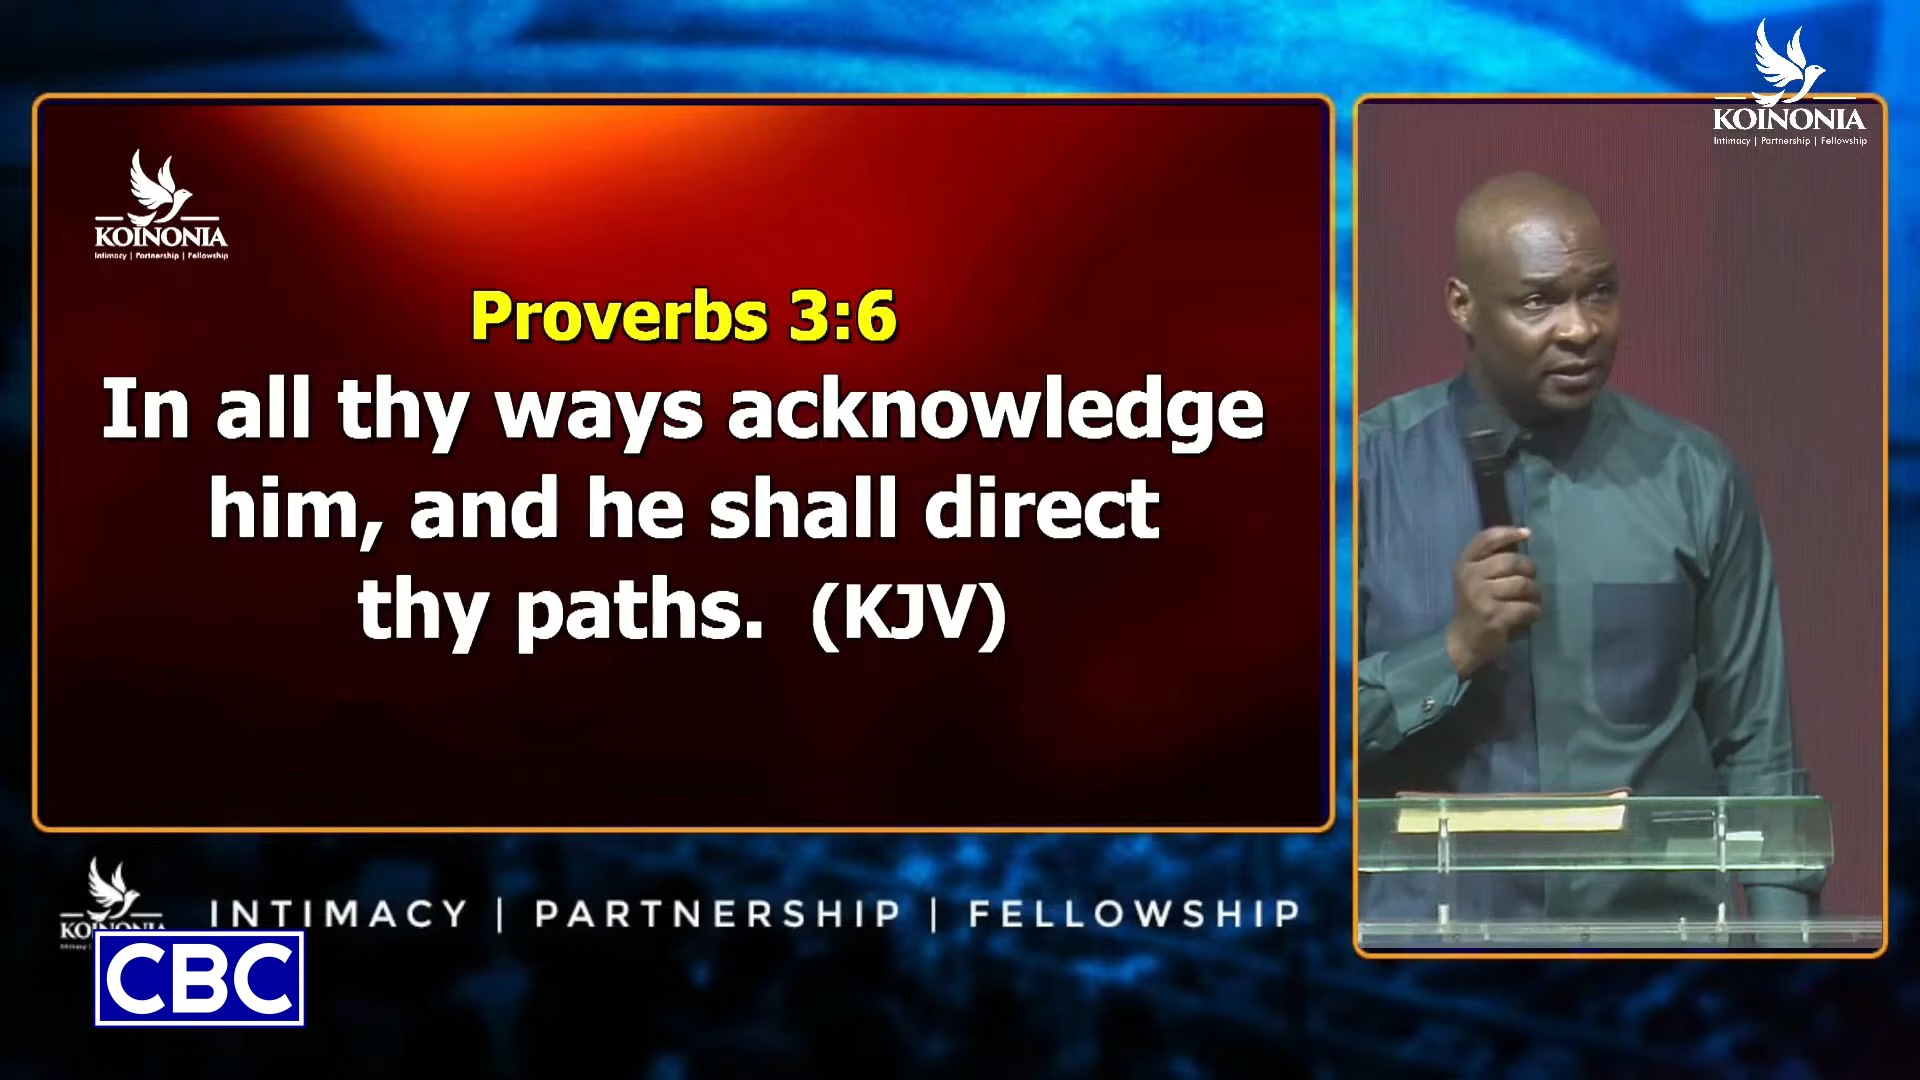 KOINONIA
Intimacy | Partnership | Fellowship
KOINONIA
Intimacy | Partnership | Fellowship
Proverbs 3:6
In all thy ways acknowledge
him, and he shall direct
thy paths. (KJV)
INTIMACY | PARTNERSHIP | FELLOWSHIP
KOINONIA
CBC